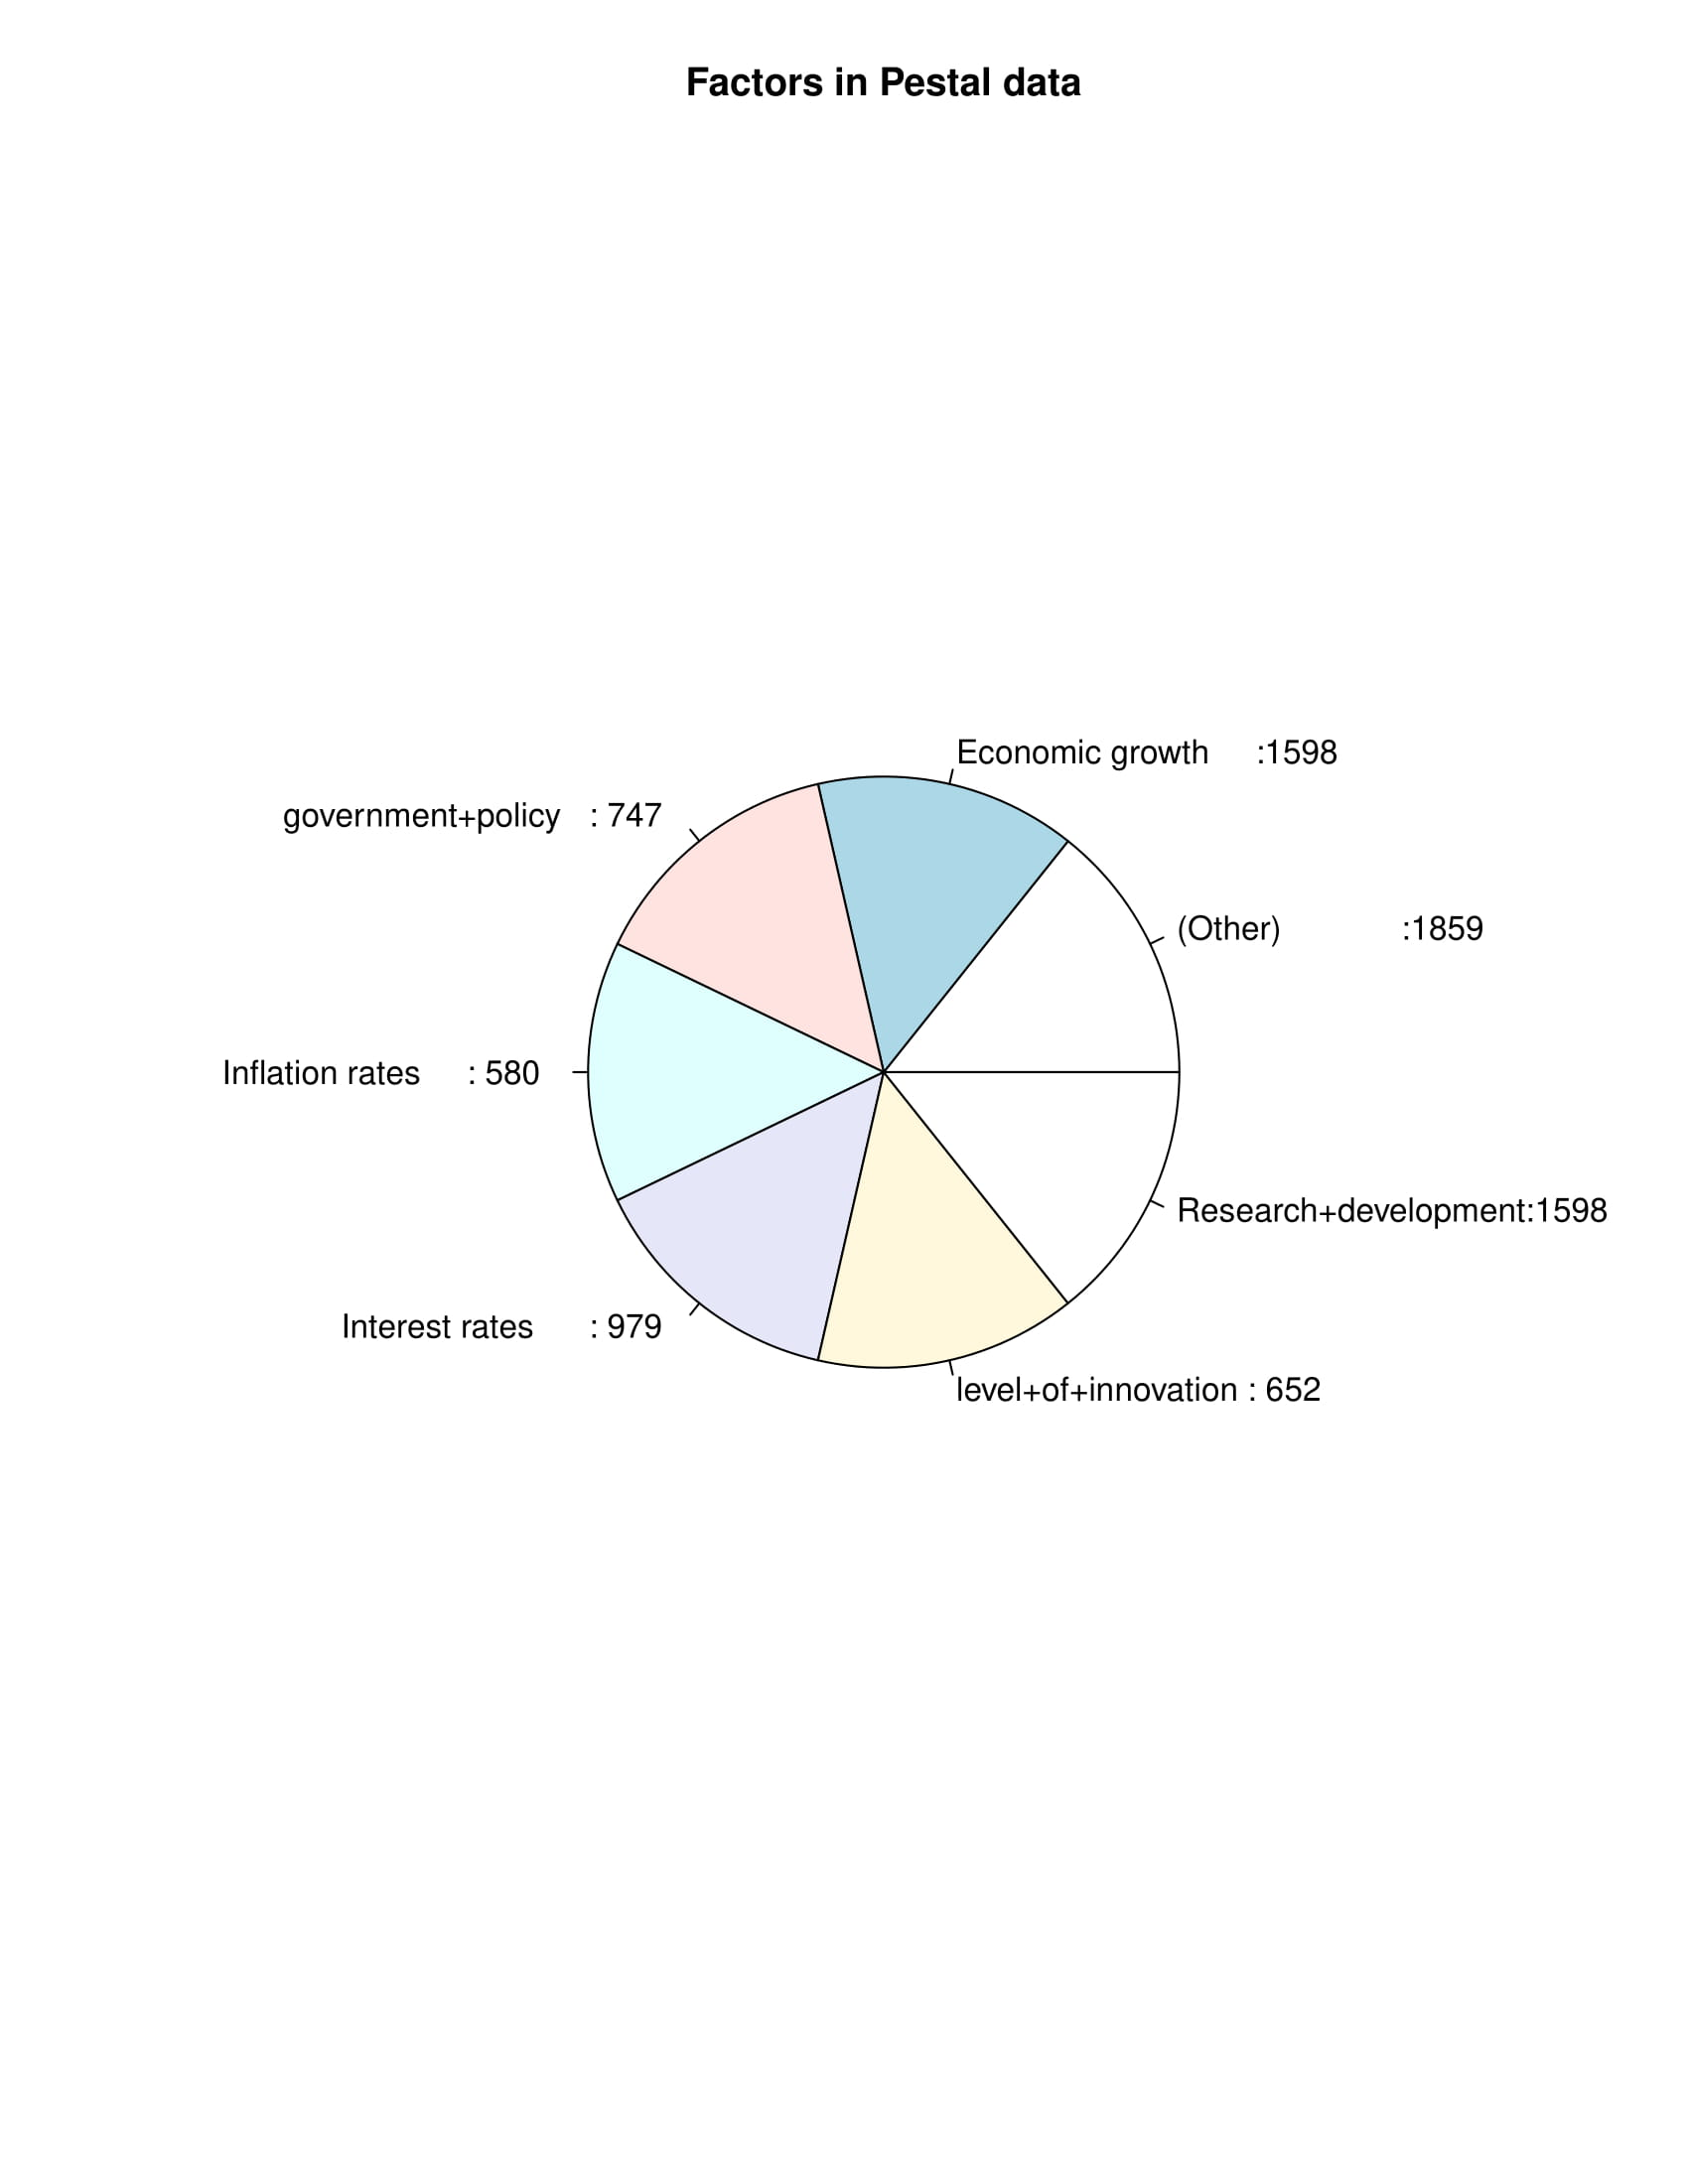 Factors in Pestal data
Economic growth :1598
government+policy : 747
(Other) :1859
Inflation rates : 580
Research+development:1598
Interest rates : 979
level+of+innovation : 652